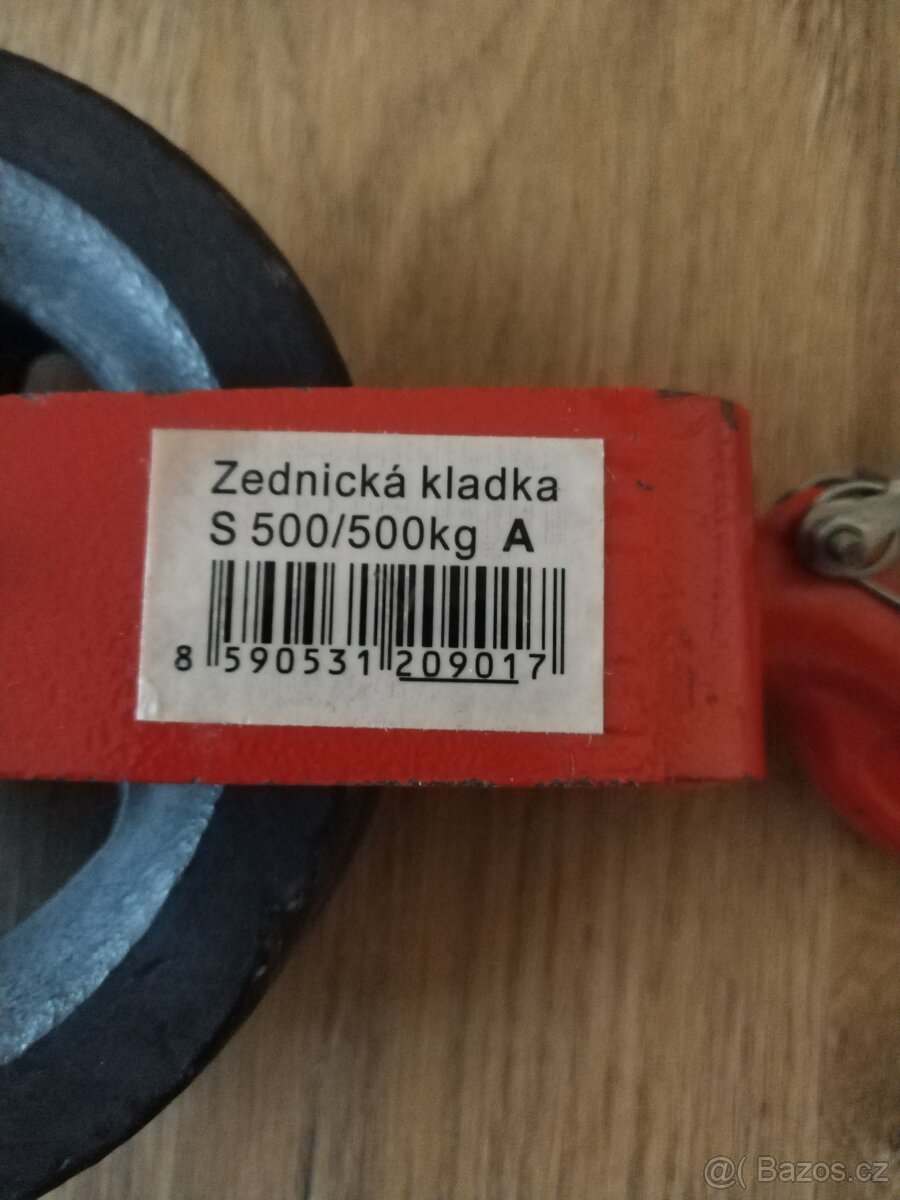 Zednická kladka
S 500/500kg A
8 590531 209017
@( Bazos.cz